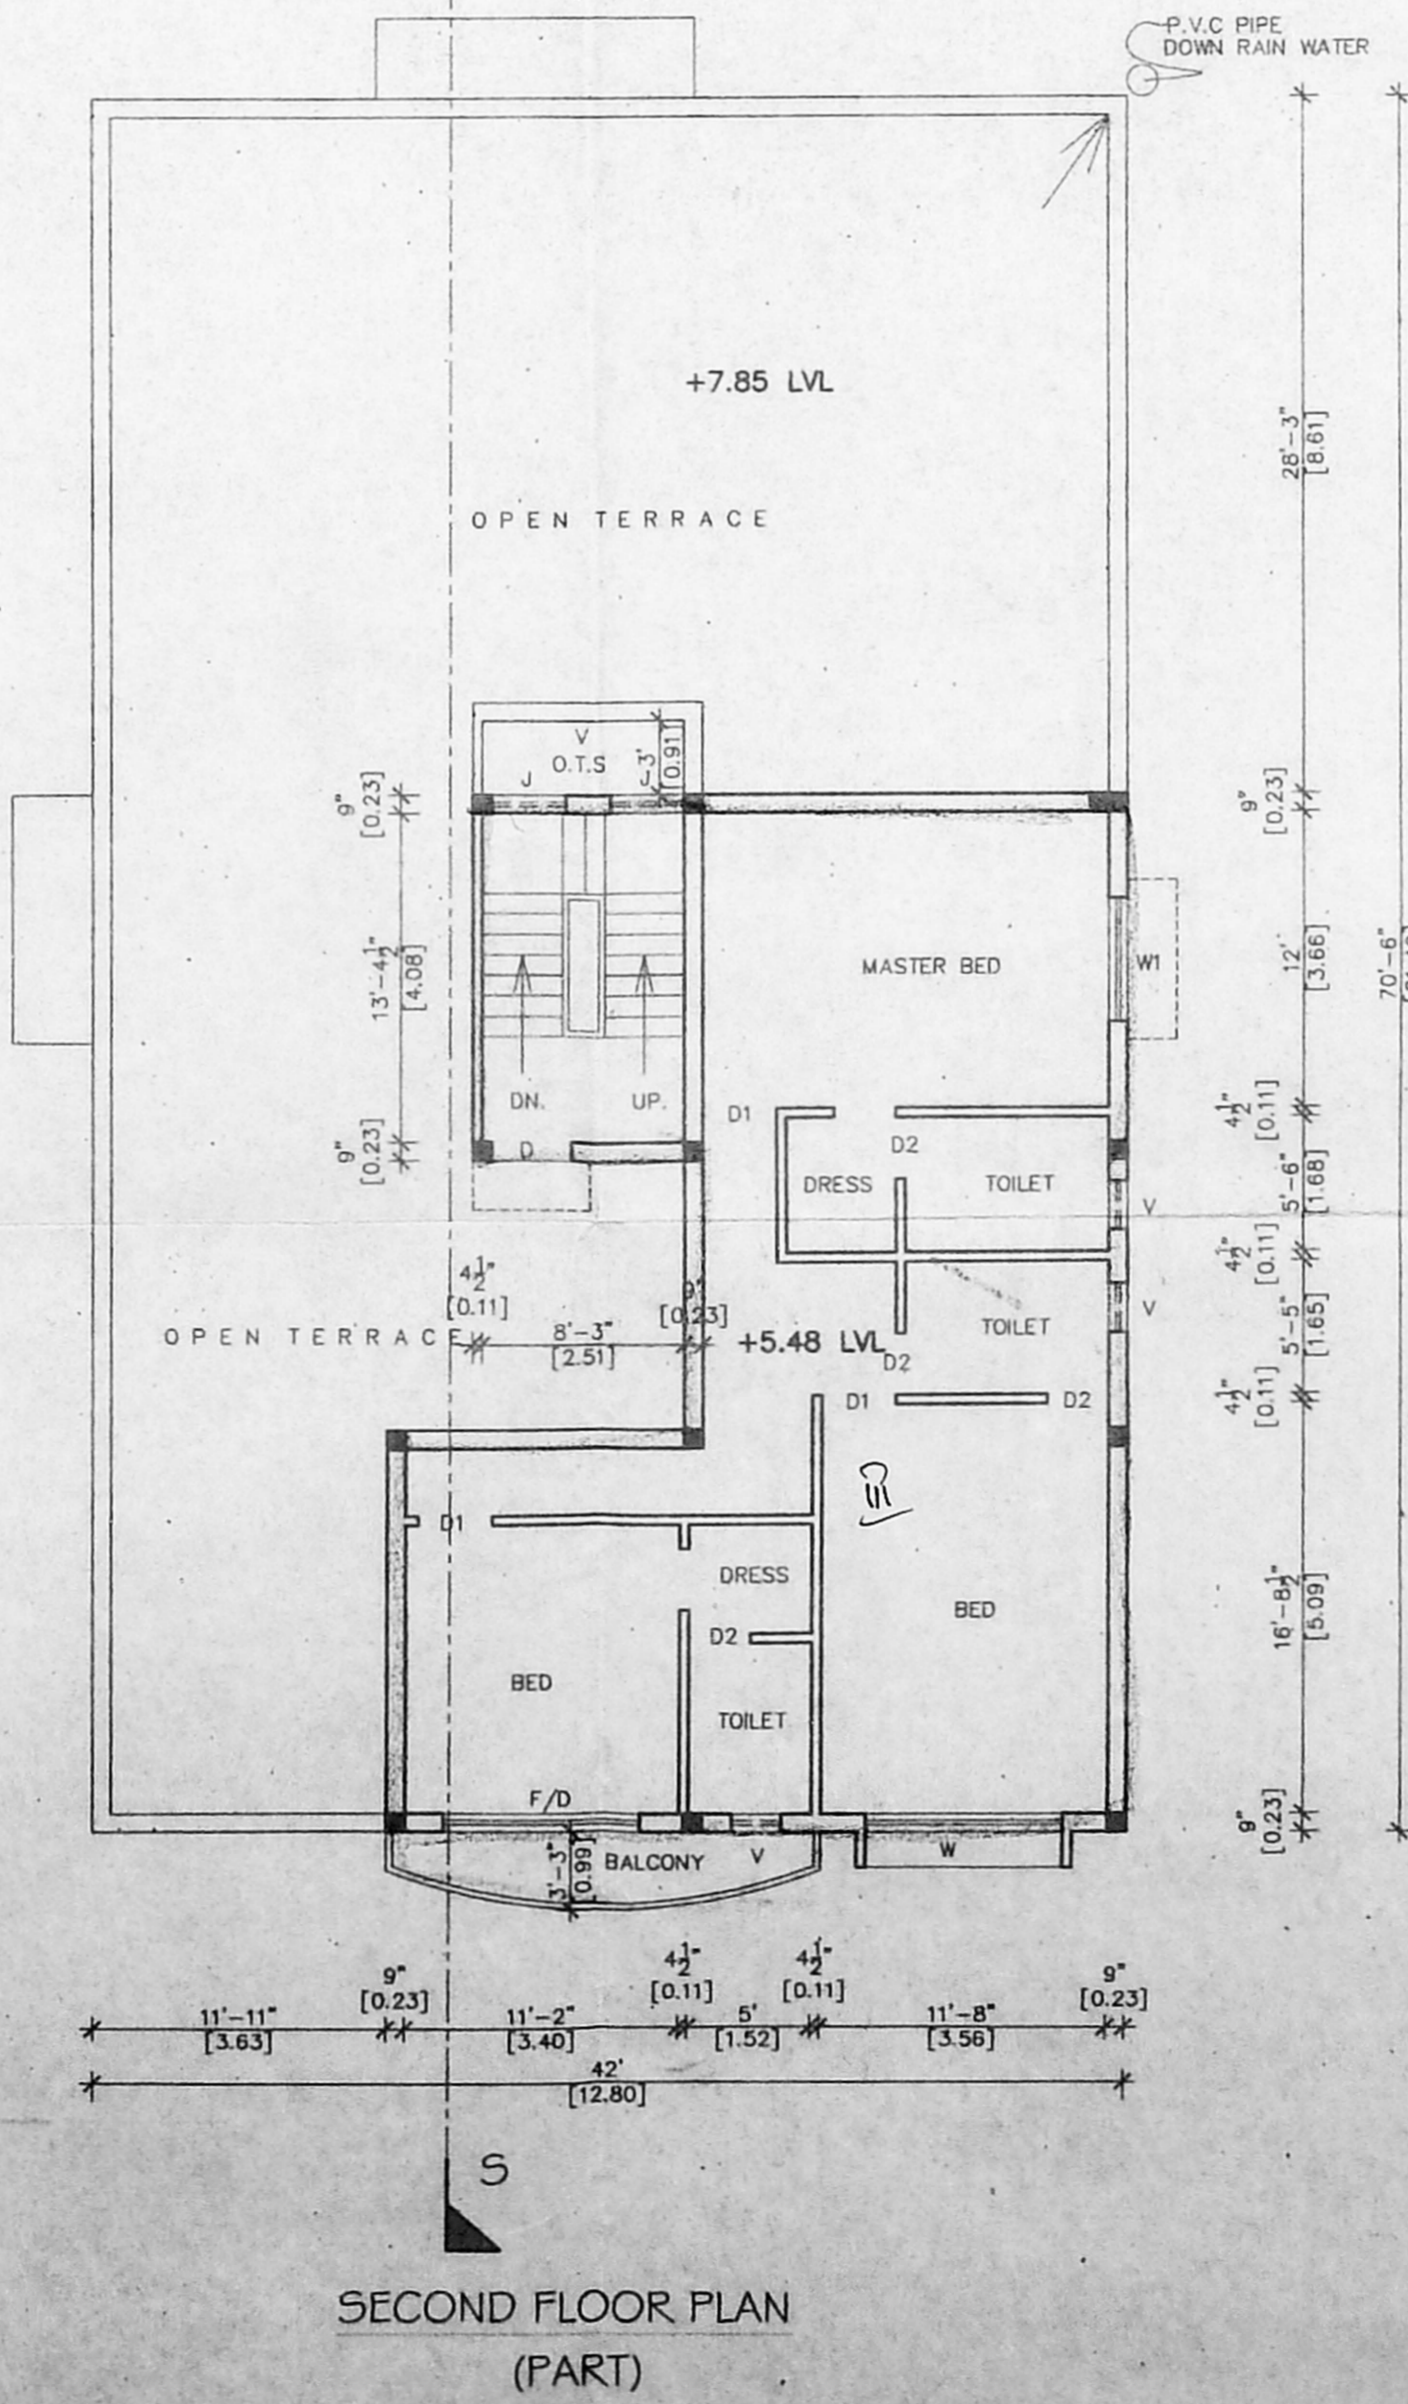 P.V.C PIPE
DOWN RAIN WATER
+7.85 LVL
28'-3"
[8.61]
OPEN TERRACE
V
O.T.S
J
J
3'
[0.91]
9"
[0.23]
9"
[0.23]
13'-4½"
[4.08]
MASTER BED
W1
12'
[3.66]
70'-6"
DN.
UP.
D1
4½"
[0.11]
9"
[0.23]
D
D2
DRESS
TOILET
5'-6"
[1.68]
V
4½"
[0.11]
4½"
[0.11]
9"
[0.23]
V
OPEN TERRACE
8'-3"
[2.51]
+5.48 LVL
TOILET
5'-5"
[1.65]
D2
D1
D2
4½"
[0.11]
D1
DRESS
BED
16'-8½"
[5.09]
D2
BED
TOILET
F/D
9"
[0.23]
3'-3"
[0.99]
BALCONY
V
W
9"
[0.23]
4½"
[0.11]
4½"
[0.11]
9"
[0.23]
11'-11"
[3.63]
11'-2"
[3.40]
5'
[1.52]
11'-8"
[3.56]
42'
[12.80]
S
SECOND FLOOR PLAN
(PART)